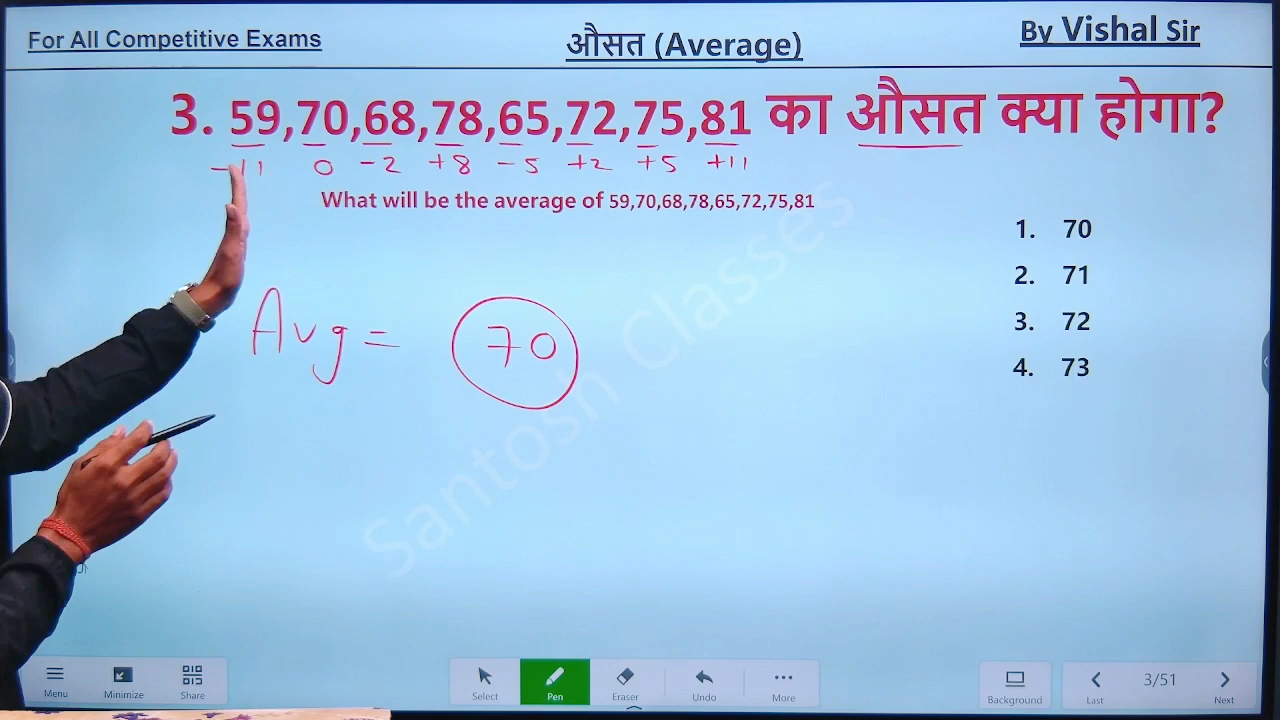 For All Competitive Exams
औसत (Average)
By Vishal Sir
3. 59,70,68,78,65,72,75,81 का औसत क्या होगा?
-11 0 -2 +8 -5 +2 +5 +11
What will be the average of 59,70,68,78,65,72,75,81
1. 70
2. 71
3. 72
4. 73
Avg = 70
Santosh Classes
Menu
Minimize
Share
Select
Pen
Eraser
Undo
More
Background
Last
3/51
Next